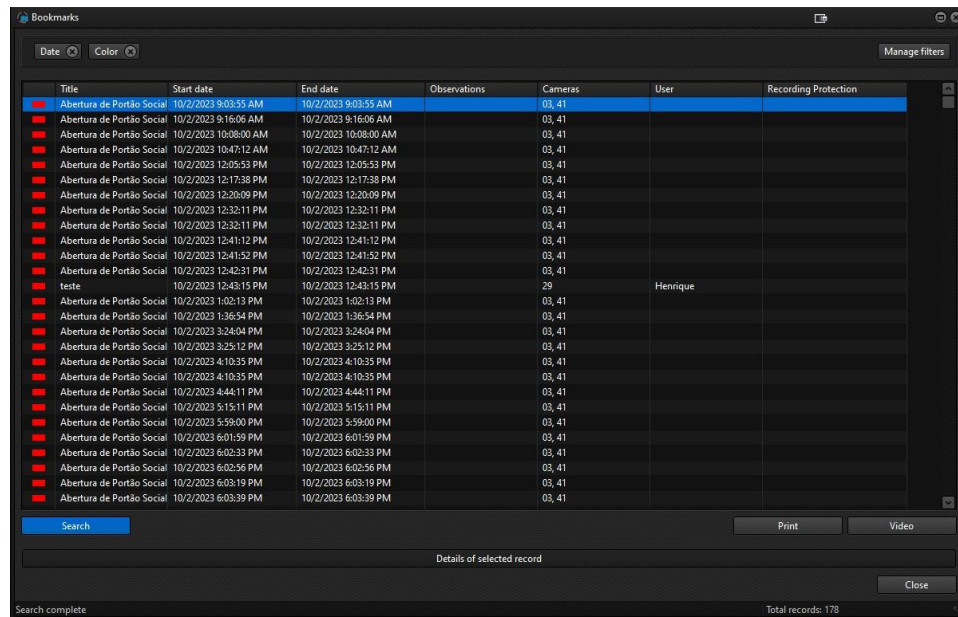 Bookmarks
Date Color Manage filters
Title Start date End date Observations Cameras User Recording Protection
Abertura de Portão Social 10/2/2023 9:03:55 AM 10/2/2023 9:03:55 AM 03, 41
Abertura de Portão Social 10/2/2023 9:16:06 AM 10/2/2023 9:16:06 AM 03, 41
Abertura de Portão Social 10/2/2023 10:08:00 AM 10/2/2023 10:08:00 AM 03, 41
Abertura de Portão Social 10/2/2023 10:47:12 AM 10/2/2023 10:47:12 AM 03, 41
Abertura de Portão Social 10/2/2023 12:05:53 PM 10/2/2023 12:05:53 PM 03, 41
Abertura de Portão Social 10/2/2023 12:17:38 PM 10/2/2023 12:17:38 PM 03, 41
Abertura de Portão Social 10/2/2023 12:20:09 PM 10/2/2023 12:20:09 PM 03, 41
Abertura de Portão Social 10/2/2023 12:32:11 PM 10/2/2023 12:32:11 PM 03, 41
Abertura de Portão Social 10/2/2023 12:32:11 PM 10/2/2023 12:32:11 PM 03, 41
Abertura de Portão Social 10/2/2023 12:41:12 PM 10/2/2023 12:41:12 PM 03, 41
Abertura de Portão Social 10/2/2023 12:41:52 PM 10/2/2023 12:41:52 PM 03, 41
Abertura de Portão Social 10/2/2023 12:42:31 PM 10/2/2023 12:42:31 PM 03, 41
teste 10/2/2023 12:43:15 PM 10/2/2023 12:43:15 PM 29 Henrique
Abertura de Portão Social 10/2/2023 1:02:13 PM 10/2/2023 1:02:13 PM 03, 41
Abertura de Portão Social 10/2/2023 1:36:54 PM 10/2/2023 1:36:54 PM 03, 41
Abertura de Portão Social 10/2/2023 3:24:04 PM 10/2/2023 3:24:04 PM 03, 41
Abertura de Portão Social 10/2/2023 3:25:12 PM 10/2/2023 3:25:12 PM 03, 41
Abertura de Portão Social 10/2/2023 4:10:35 PM 10/2/2023 4:10:35 PM 03, 41
Abertura de Portão Social 10/2/2023 4:10:35 PM 10/2/2023 4:10:35 PM 03, 41
Abertura de Portão Social 10/2/2023 4:44:11 PM 10/2/2023 4:44:11 PM 03, 41
Abertura de Portão Social 10/2/2023 5:15:11 PM 10/2/2023 5:15:11 PM 03, 41
Abertura de Portão Social 10/2/2023 5:59:00 PM 10/2/2023 5:59:00 PM 03, 41
Abertura de Portão Social 10/2/2023 6:01:59 PM 10/2/2023 6:01:59 PM 03, 41
Abertura de Portão Social 10/2/2023 6:02:33 PM 10/2/2023 6:02:33 PM 03, 41
Abertura de Portão Social 10/2/2023 6:02:56 PM 10/2/2023 6:02:56 PM 03, 41
Abertura de Portão Social 10/2/2023 6:03:19 PM 10/2/2023 6:03:19 PM 03, 41
Abertura de Portão Social 10/2/2023 6:03:39 PM 10/2/2023 6:03:39 PM 03, 41
Search Print Video
Details of selected record
Close
Search complete Total records: 178